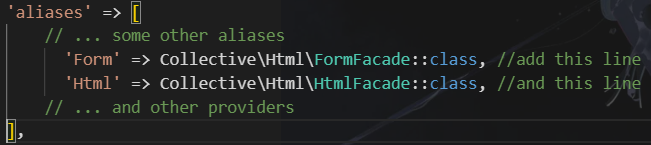 'aliases' => [
// ... some other aliases
'Form' => Collective\Html\FormFacade::class, //add this line
'Html' => Collective\Html\HtmlFacade::class, //and this line
// ... and other providers
],